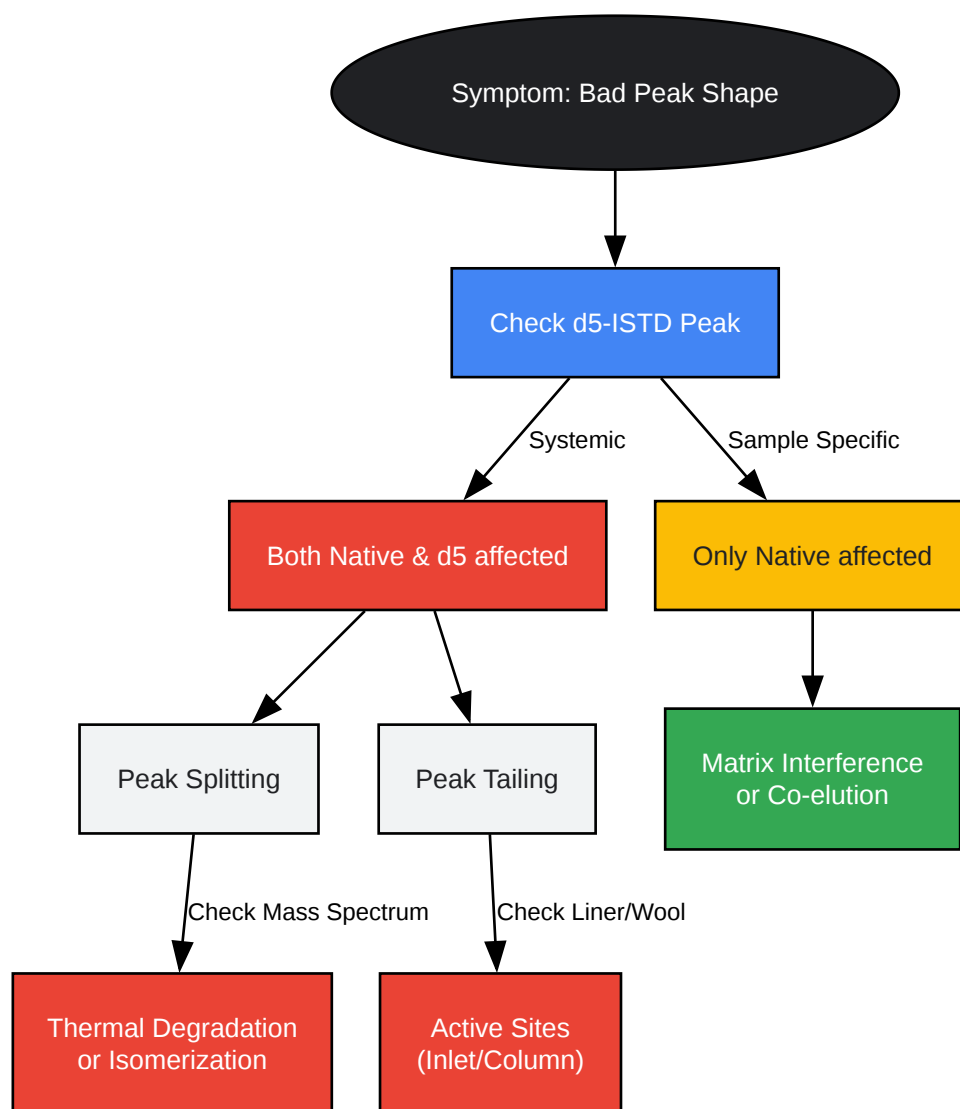 Symptom: Bad Peak Shape
Check d5-ISTD Peak
Systemic
Sample Specific
Both Native & d5 affected
Only Native affected
Peak Splitting
Peak Tailing
Matrix Interference
or Co-elution
Check Mass Spectrum
Check Liner/Wool
Thermal Degradation
or Isomerization
Active Sites
(Inlet/Column)